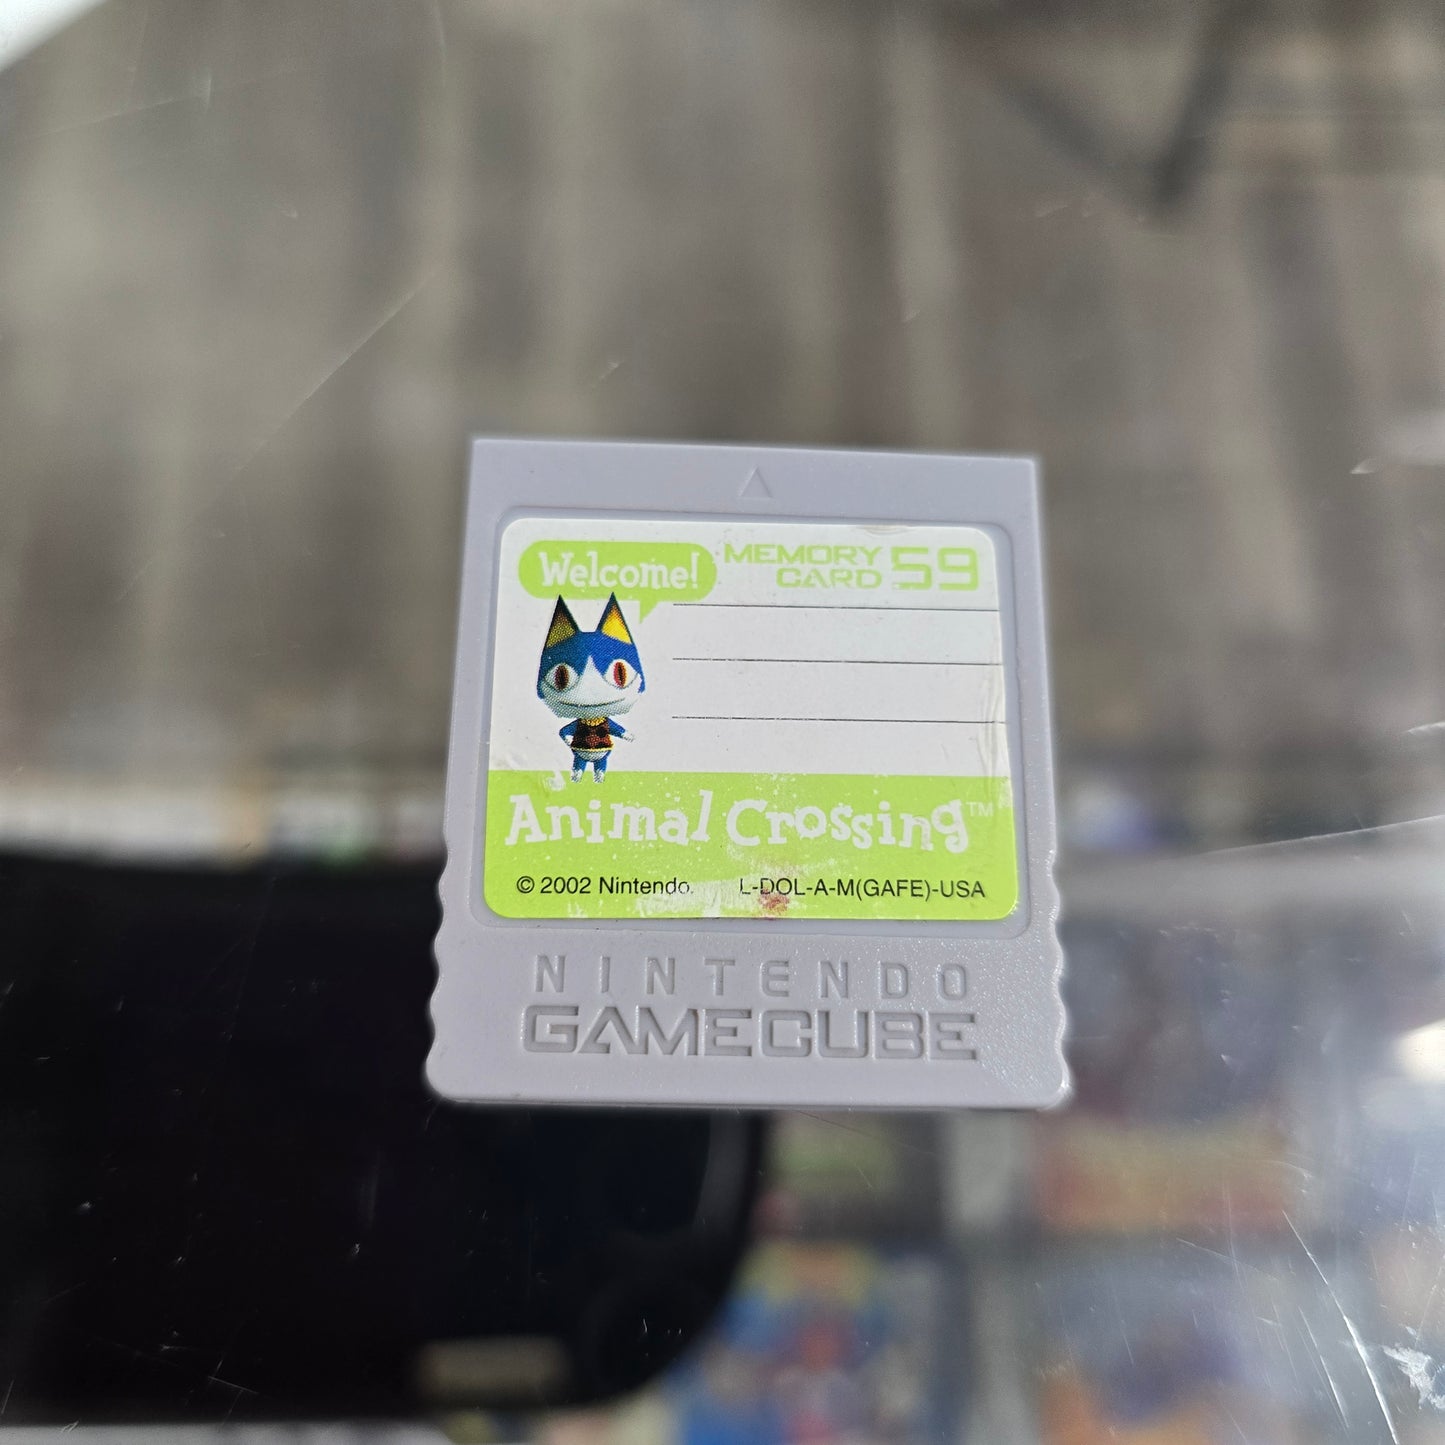 Welcome!
MEMORY
CARD 59
Animal Crossing™
© 2002 Nintendo. L-DOL-A-M(GAFE)-USA
NINTENDO
GAMECUBE